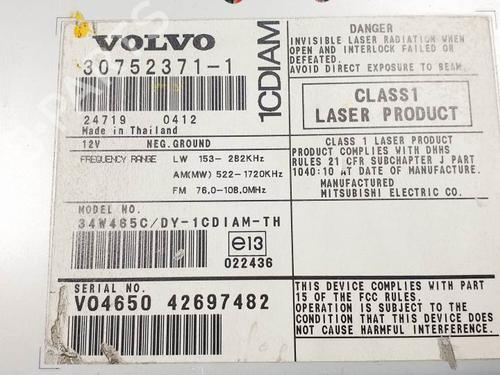 VOLVO
30752371-1
24719 0412
Made in Thailand
12V NEG.GROUND
FREQUENCY RANGE LW 153- 282KHz
AM(MW) 522-1720KHz
FM 76.0-108.0MHz
MODEL NO.
34W465C/DY-1CDIAM-TH
e13
022436
SERIAL NO.
V04650 42697482
1CDIAM
DANGER
INVISIBLE LASER RADIATION WHEN
OPEN AND INTERLOCK FAILED OR
DEFEATED.
AVOID DIRECT EXPOSURE TO BEAM.
CLASS1
LASER PRODUCT
CLASS 1 LASER PRODUCT
PRODUCT COMPLIES WITH DHHS
RULES 21 CFR SUBCHAPTER J PART
1040:10 AT DATE OF MANUFACTURE.
MANUFACTURED
MITSUBISHI ELECTRIC CO.
THIS DEVICE COMPLIES WITH PART
15 OF THE FCC RULES.
OPERATION IS SUBJECT TO THE
CONDITION THAT THIS DEVICE DOES
NOT CAUSE HARMFUL INTERFERENCE.